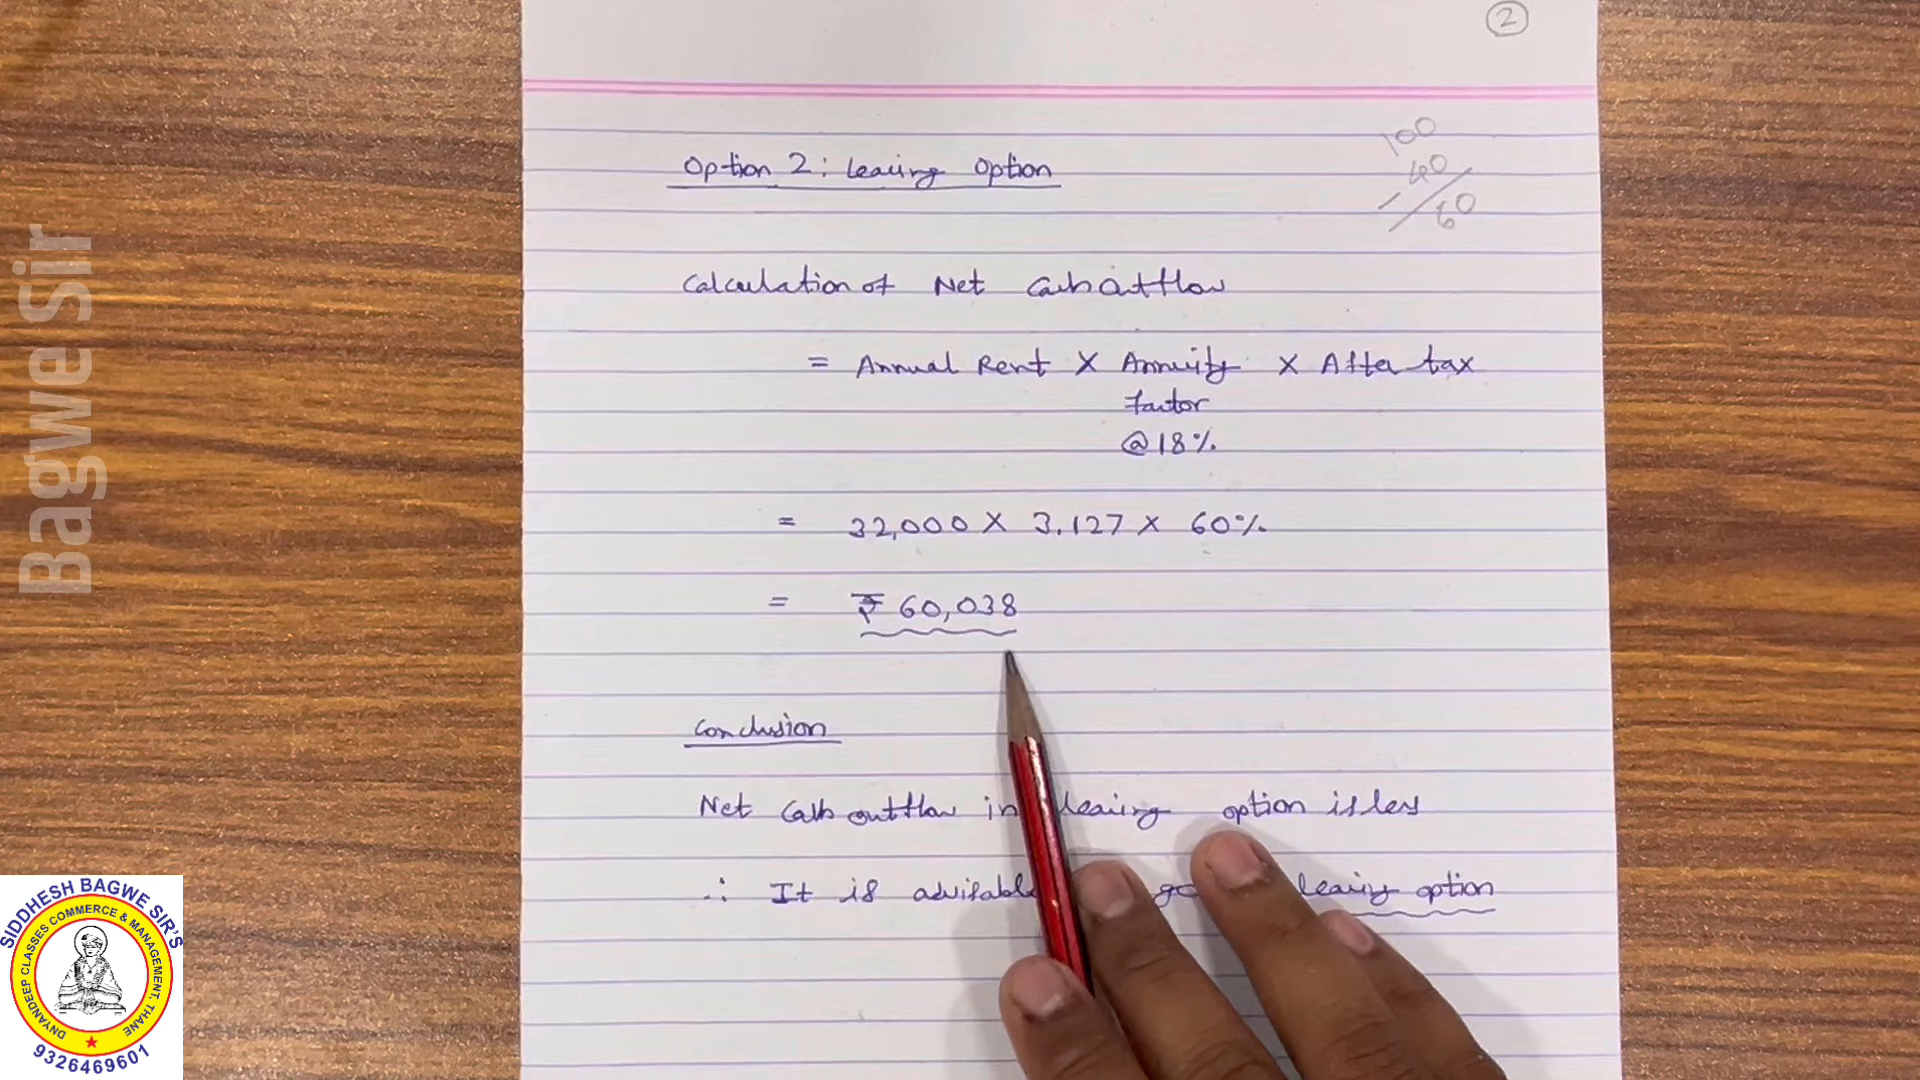 2
100
40
60
Option 2: Leasing Option
Calculation of Net Cash Outflow
= Annual Rent X Annuity X After tax
factor
@18%
= 32,000 X 3.127 X 60%
= ₹ 60,038
Conclusion
Net Cash outflow in leasing option is less
∴ It is advisable go leasing option
Bagwe Sir
SIDDHESH BAGWE SIR'S
DNYANDEEP CLASSES COMMERCE & MANAGEMENT, THANE
9326469601